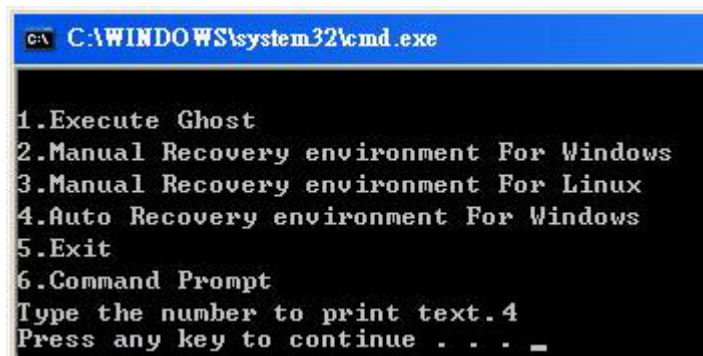 C:\WINDOWS\system32\cmd.exe
1.Execute Ghost
2.Manual Recovery environment For Windows
3.Manual Recovery environment For Linux
4.Auto Recovery environment For Windows
5.Exit
6.Command Prompt
Type the number to print text.4
Press any key to continue . . . _